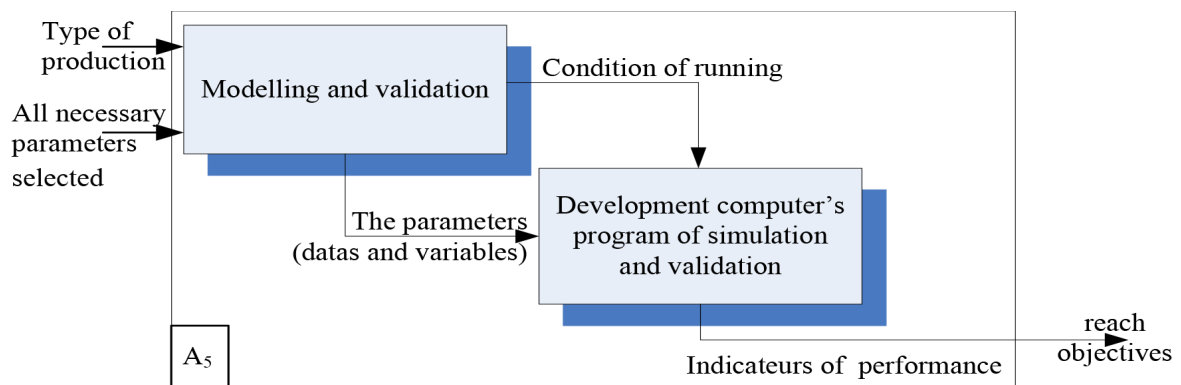 Type of
production
Modelling and validation
Condition of running
All necessary
parameters
selected
The parameters
(datas and variables)
Development computer’s
program of simulation
and validation
A₅
Indicateurs of performance
reach
objectives